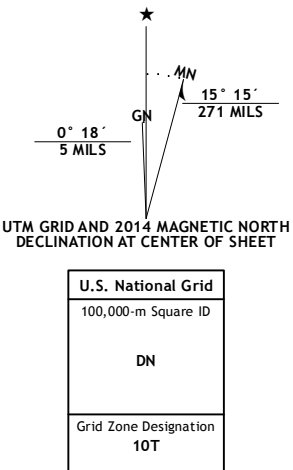 ★
MN
15° 15´
271 MILS
GN
0° 18´
5 MILS
UTM GRID AND 2014 MAGNETIC NORTH
DECLINATION AT CENTER OF SHEET
U.S. National Grid
100,000-m Square ID
DN
Grid Zone Designation
10T